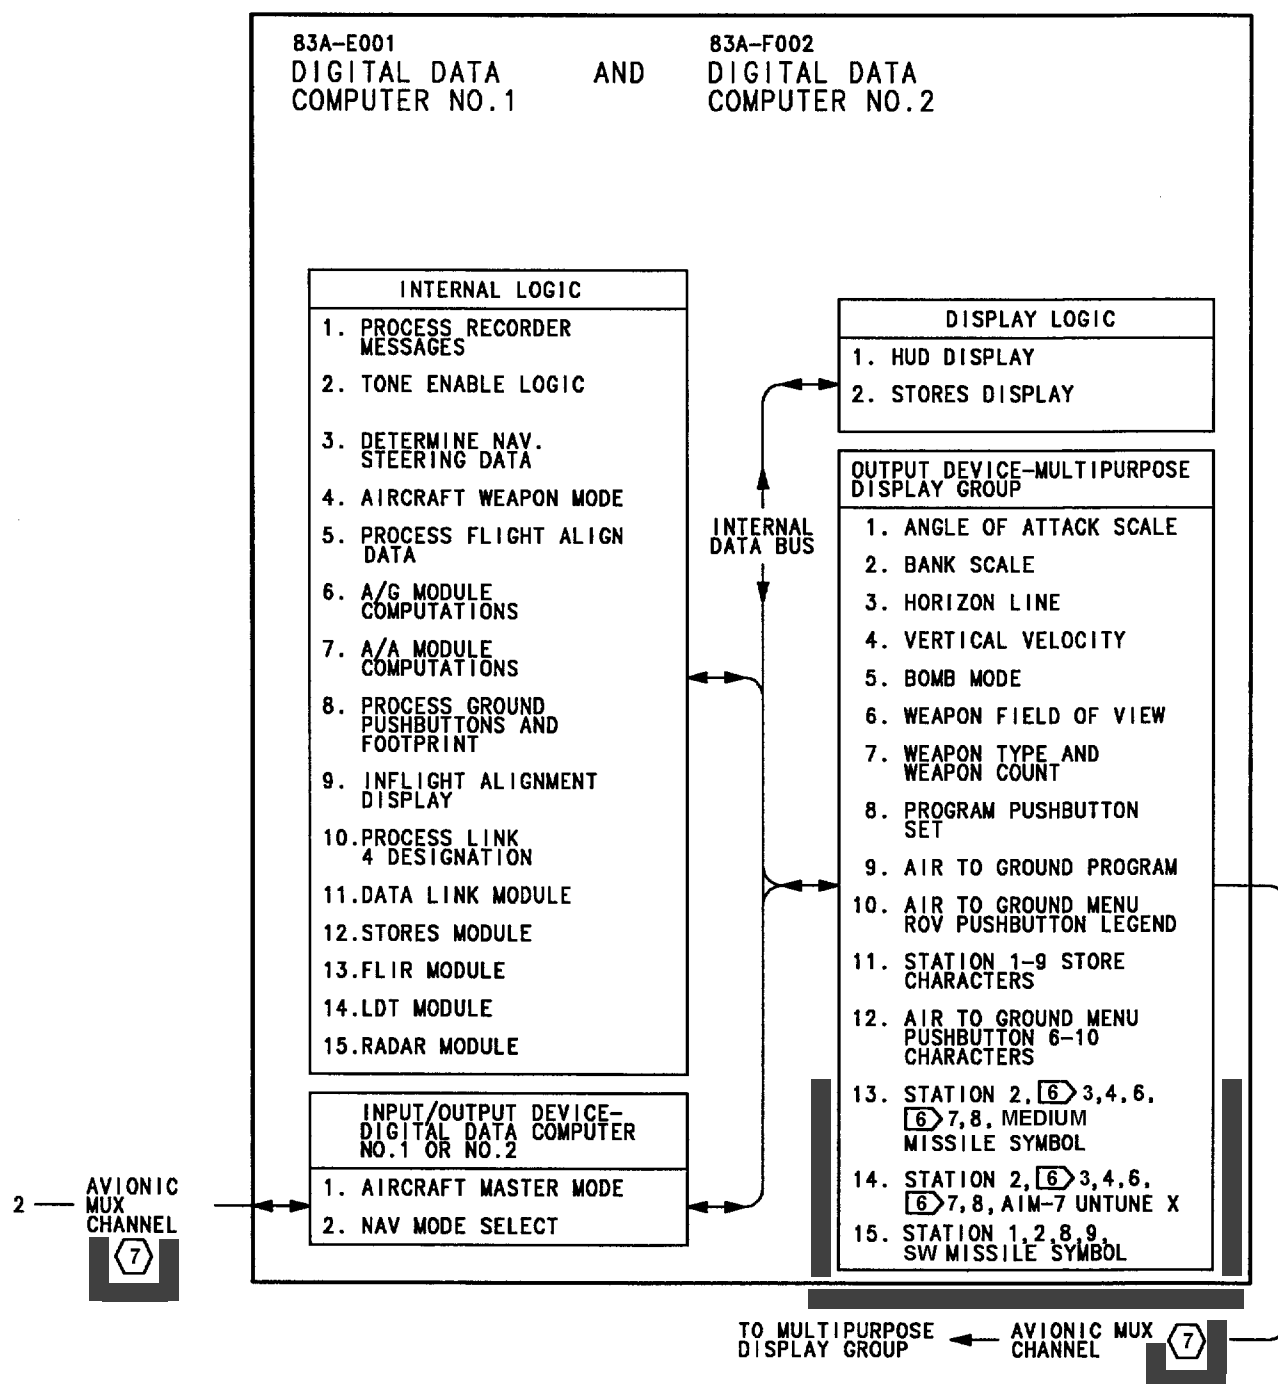 83A-E001
DIGITAL DATA
COMPUTER NO.1
AND
83A-F002
DIGITAL DATA
COMPUTER NO.2
INTERNAL LOGIC
1. PROCESS RECORDER
MESSAGES
2. TONE ENABLE LOGIC
3. DETERMINE NAV.
STEERING DATA
4. AIRCRAFT WEAPON MODE
5. PROCESS FLIGHT ALIGN
DATA
6. A/G MODULE
COMPUTATIONS
7. A/A MODULE
COMPUTATIONS
8. PROCESS GROUND
PUSHBUTTONS AND
FOOTPRINT
9. INFLIGHT ALIGNMENT
DISPLAY
10.PROCESS LINK
4 DESIGNATION
11.DATA LINK MODULE
12.STORES MODULE
13.FLIR MODULE
14.LDT MODULE
15.RADAR MODULE
INPUT/OUTPUT DEVICE-
DIGITAL DATA COMPUTER
NO.1 OR NO.2
1. AIRCRAFT MASTER MODE
2. NAV MODE SELECT
2
AVIONIC
MUX
CHANNEL
7
INTERNAL
DATA BUS
DISPLAY LOGIC
1. HUD DISPLAY
2. STORES DISPLAY
OUTPUT DEVICE-MULTIPURPOSE
DISPLAY GROUP
1. ANGLE OF ATTACK SCALE
2. BANK SCALE
3. HORIZON LINE
4. VERTICAL VELOCITY
5. BOMB MODE
6. WEAPON FIELD OF VIEW
7. WEAPON TYPE AND
WEAPON COUNT
8. PROGRAM PUSHBUTTON
SET
9. AIR TO GROUND PROGRAM
10. AIR TO GROUND MENU
ROV PUSHBUTTON LEGEND
11. STATION 1-9 STORE
CHARACTERS
12. AIR TO GROUND MENU
PUSHBUTTON 6-10
CHARACTERS
13. STATION 2, 6 3,4,6,
6 7,8, MEDIUM
MISSILE SYMBOL
14. STATION 2, 6 3,4,6,
6 7,8, AIM-7 UNTUNE X
15. STATION 1,2,8,9,
SW MISSILE SYMBOL
TO MULTIPURPOSE
DISPLAY GROUP
AVIONIC MUX
CHANNEL
7